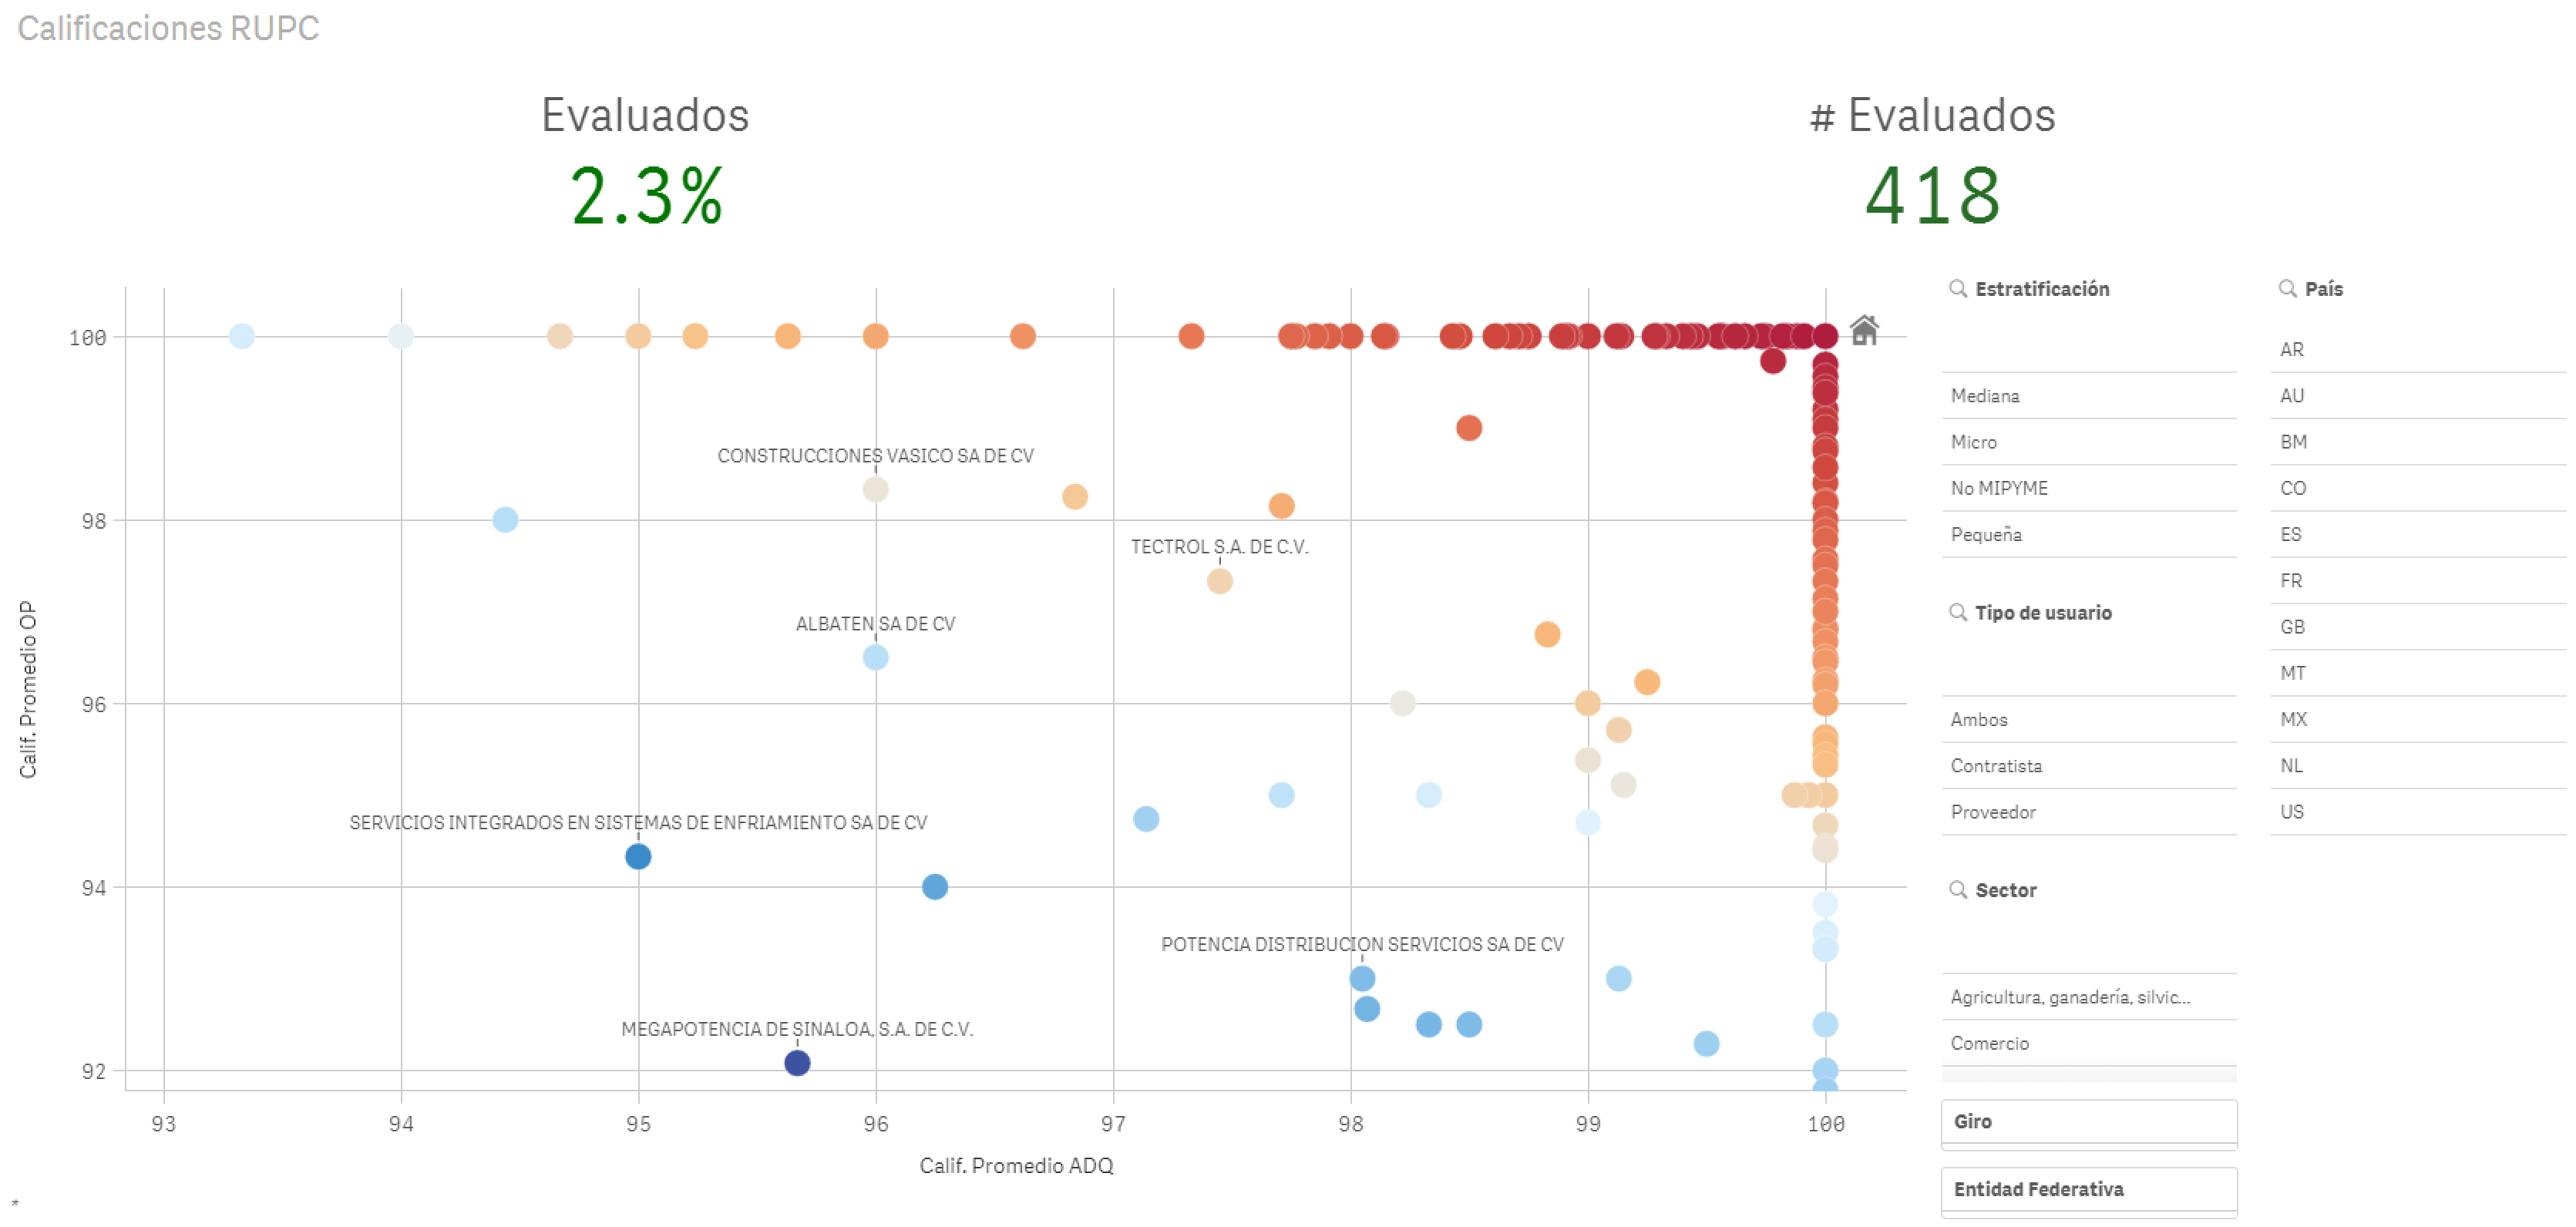 Calificaciones RUPC
Evaluados
2.3%
# Evaluados
418
Calif. Promedio OP
100
98
96
94
92
CONSTRUCCIONES VASICO SA DE CV
TECTROL S.A. DE C.V.
ALBATEN SA DE CV
SERVICIOS INTEGRADOS EN SISTEMAS DE ENFRIAMIENTO SA DE CV
POTENCIA DISTRIBUCION SERVICIOS SA DE CV
MEGAPOTENCIA DE SINALOA, S.A. DE C.V.
93 94 95 96 97 98 99 100
Calif. Promedio ADQ
*
Estratificación
Mediana
Micro
No MIPYME
Pequeña
Tipo de usuario
Ambos
Contratista
Proveedor
Sector
Agricultura, ganadería, silvic...
Comercio
Giro
Entidad Federativa
País
AR
AU
BM
CO
ES
FR
GB
MT
MX
NL
US